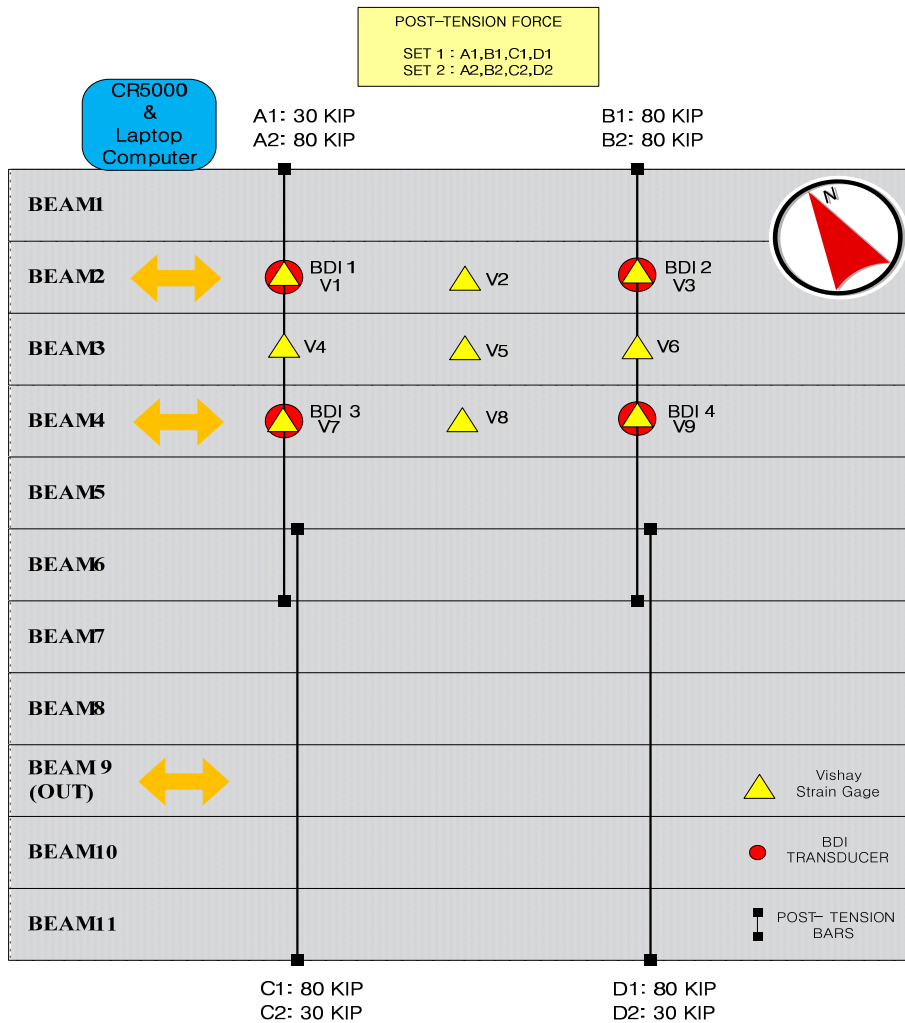 POST-TENSION FORCE
SET 1 : A1,B1,C1,D1
SET 2 : A2,B2,C2,D2
CR5000
&
Laptop
Computer
A1: 30 KIP
A2: 80 KIP
B1: 80 KIP
B2: 80 KIP
N
BEAM1
BEAM2
BDI 1
V1
V2
BDI 2
V3
BEAM3
V4
V5
V6
BEAM4
BDI 3
V7
V8
BDI 4
V9
BEAM5
BEAM6
BEAM7
BEAM8
BEAM 9
(OUT)
Vishay
Strain Gage
BEAM10
BDI
TRANSDUCER
BEAM11
POST- TENSION
BARS
C1: 80 KIP
C2: 30 KIP
D1: 80 KIP
D2: 30 KIP